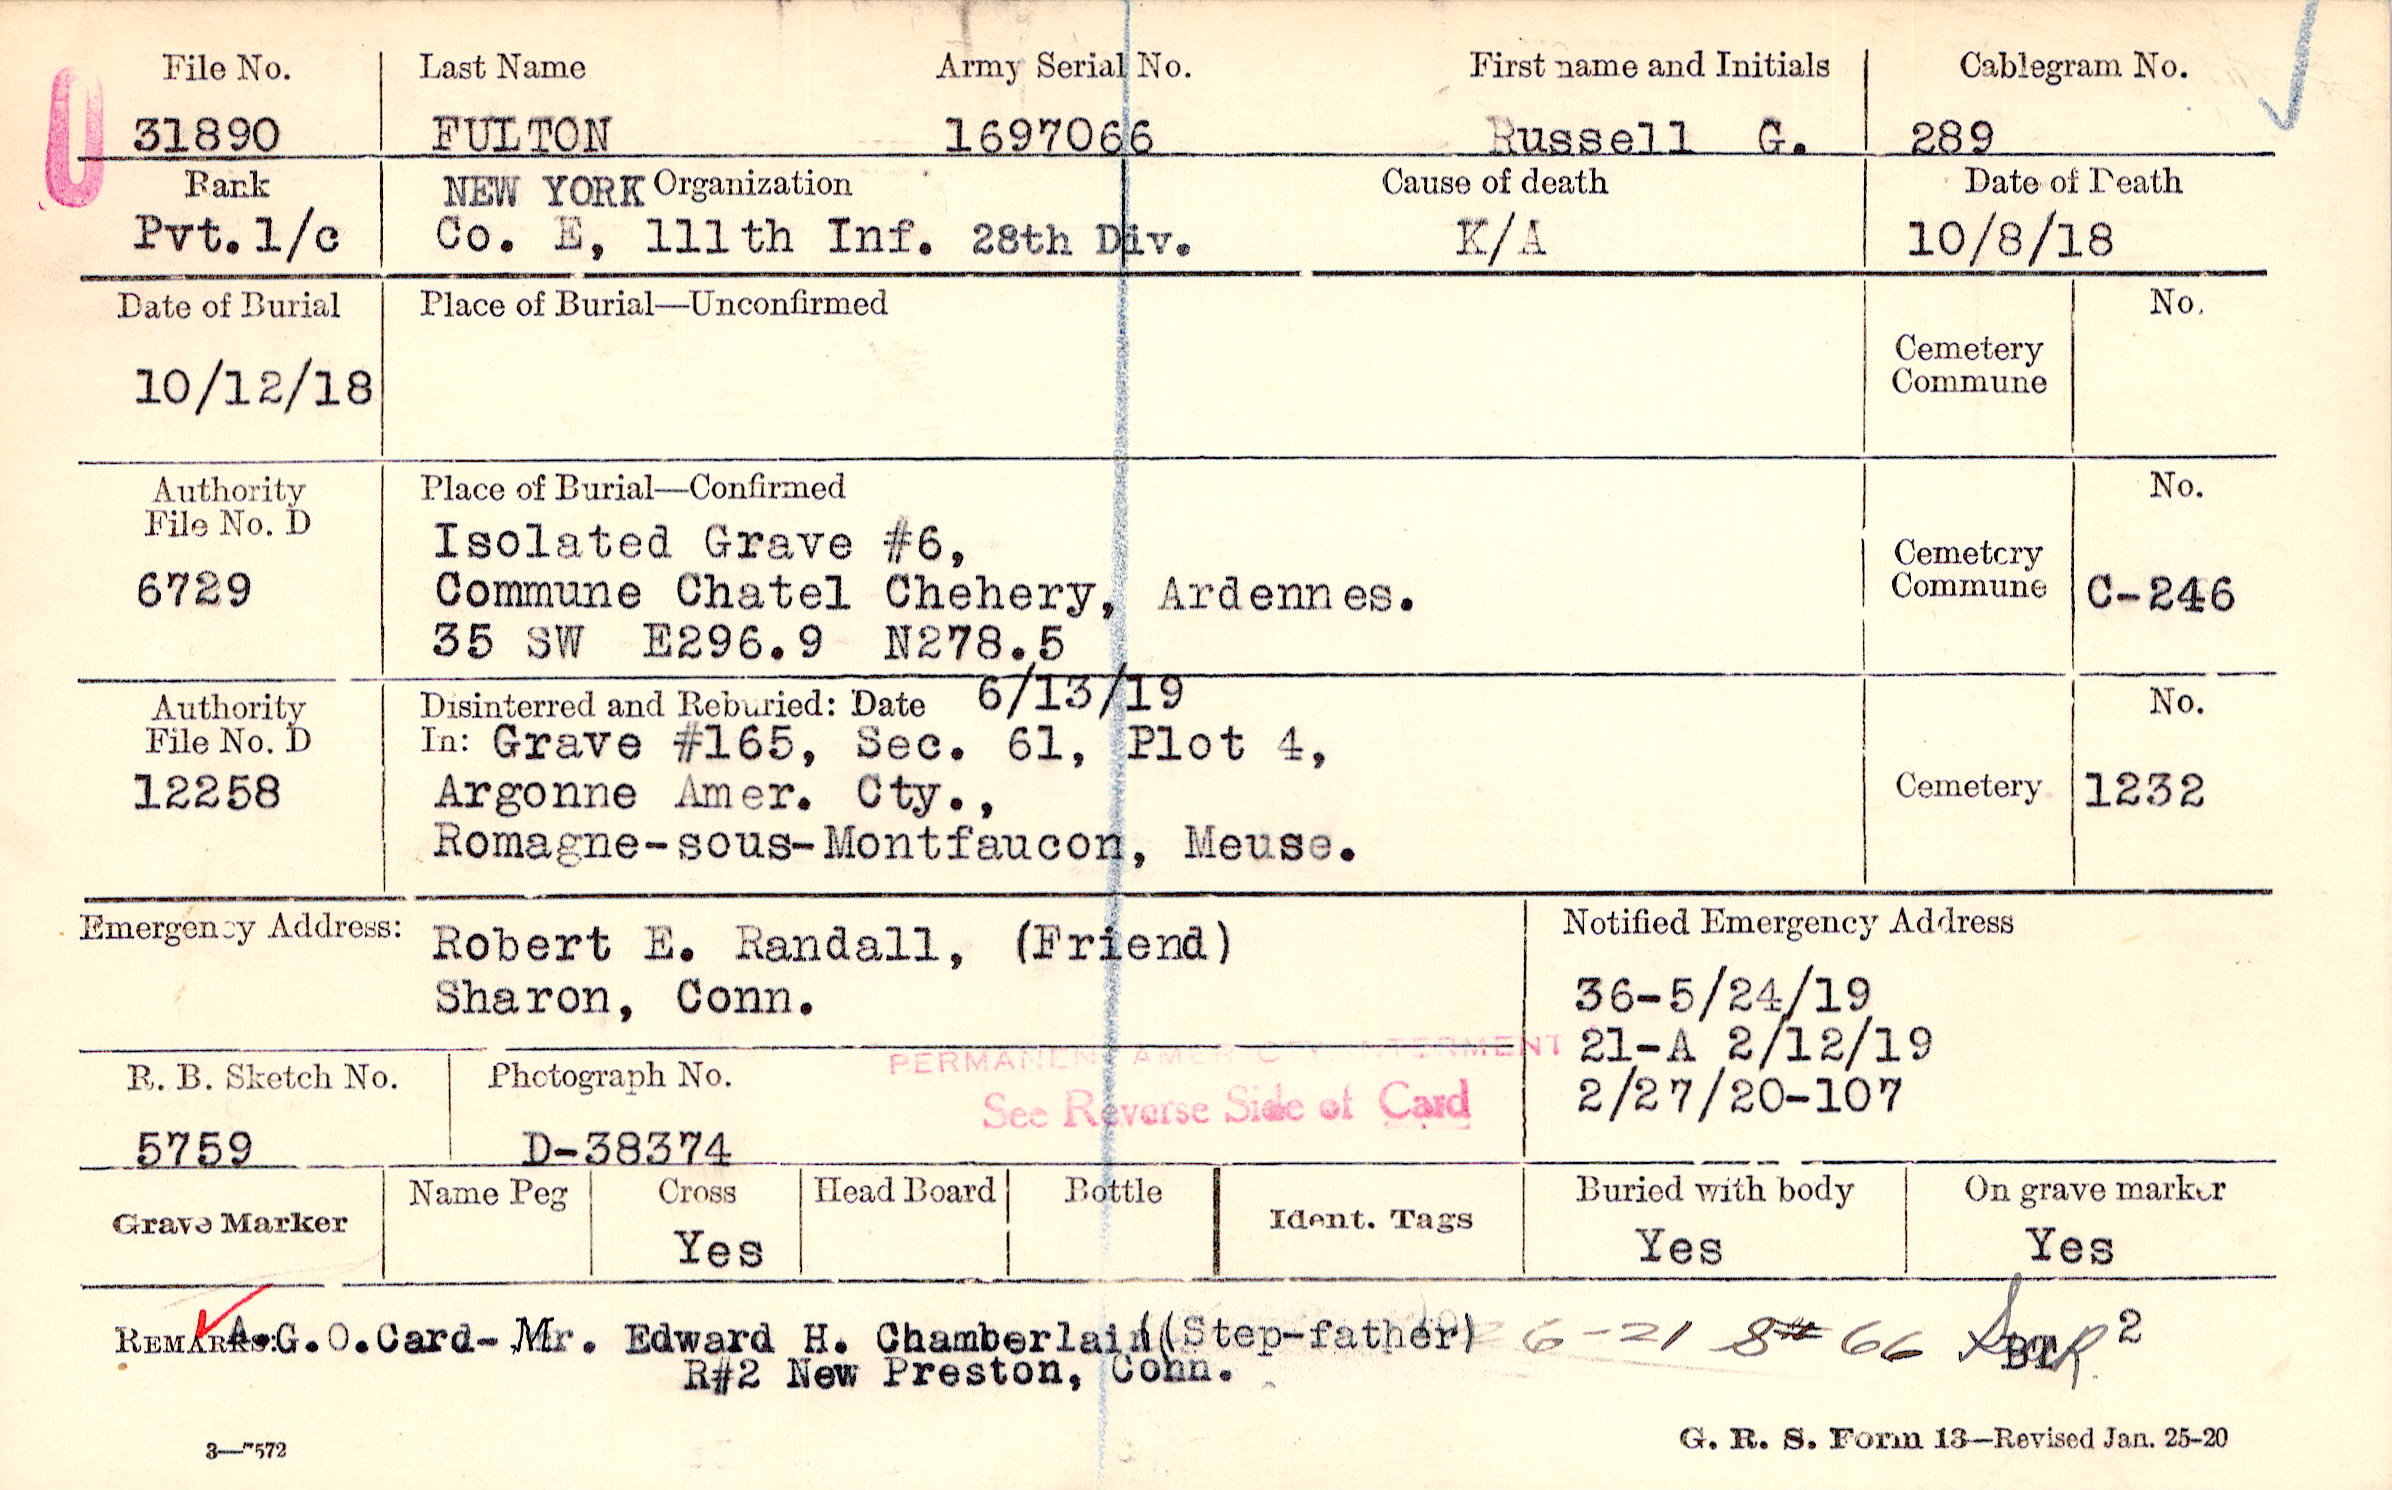 File No. Last Name Army Serial No. First name and Initials Cablegram No.
31890 FULTON 1697066 Russell G. 289
Rank NEW YORK Organization Cause of death Date of Death
Pvt.1/c Co. E, 111th Inf. 28th Div. K/A 10/8/18
Date of Burial Place of Burial—Unconfirmed No.
Cemetery
Commune
10/12/18
Authority Place of Burial—Confirmed No.
File No. D
Isolated Grave #6, Cemetery
6729 Commune Chatel Chehery, Ardennes. Commune C-246
35 SW E296.9 N278.5
Authority Disinterred and Reburied: Date 6/13/19 No.
File No. D In: Grave #165, Sec. 61, Plot 4,
12258 Argonne Amer. Cty., Cemetery 1232
Romagne-sous-Montfaucon, Meuse.
Emergency Address: Robert E. Randall, (Friend) Notified Emergency Address
Sharon, Conn. 36-5/24/19
PERMANENT AMER CTY INTERMENT 21-A 2/12/19
R. B. Sketch No. Photograph No. See Reverse Side of Card 2/27/20-107
5759 D-38374
Grave Marker Name Peg Cross Head Board Bottle Ident. Tags Buried with body On grave marker
Yes Yes Yes
REMARKS: A.G.O.Card- Mr. Edward H. Chamberlain (Step-father) 6-21 8# 66 2
R#2 New Preston, Conn.
3—7572 G. R. S. Form 13—Revised Jan. 25-20